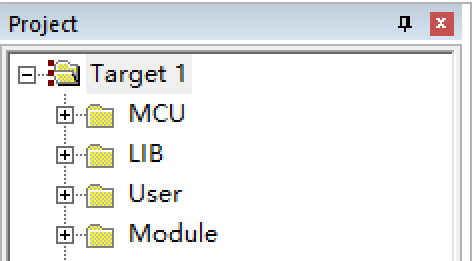 Project
Target 1
MCU
LIB
User
Module